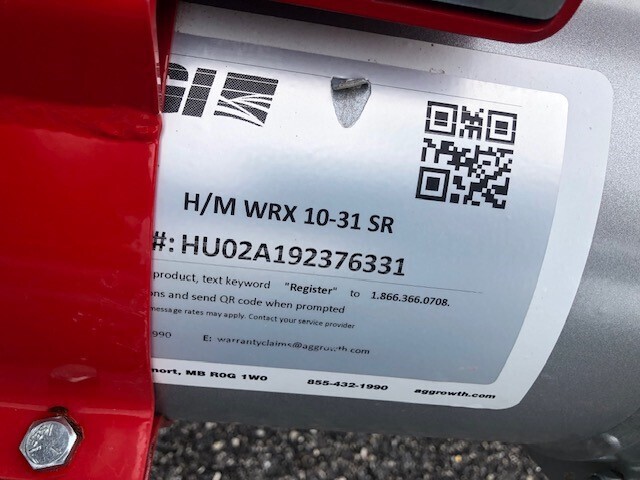 GI
H/M WRX 10-31 SR
#: HU02A192376331
product, text keyword "Register" to 1.866.366.0708.
ons and send QR code when prompted
message rates may apply. Contact your service provider
990 E: warrantyclaims@aggrowth.com
nort, MB R0G 1W0 855-432-1990 aggrowth.com